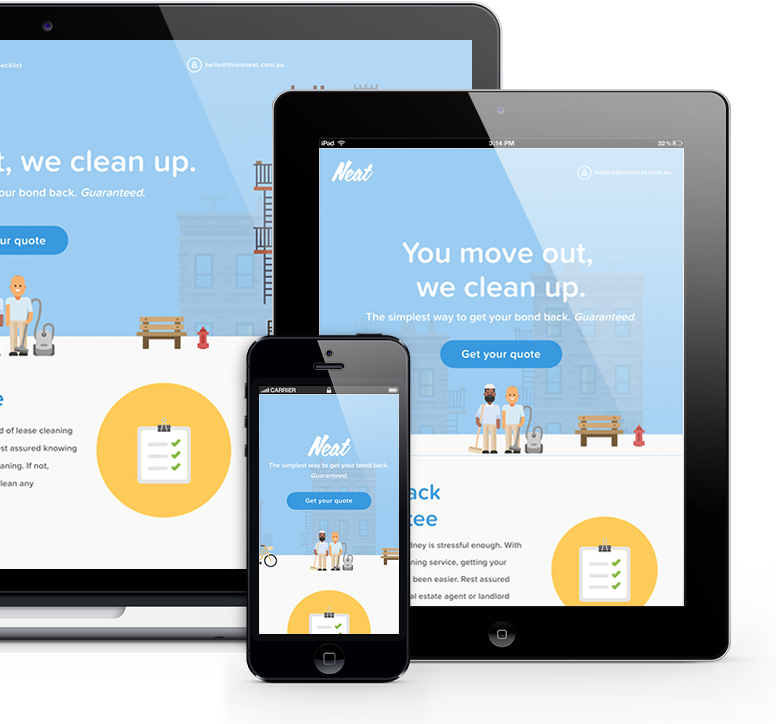 ecklist
hello@thisisneat.com.au
t, we clean up.
our bond back. Guaranteed.
ur quote
e
d of lease cleaning
est assured knowing
aning. If not,
lean any
iPad
3:14 PM
32%
Neat
hello@thisisneat.com.au
You move out,
we clean up.
The simplest way to get your bond back. Guaranteed.
Get your quote
ack
tee
dney is stressful enough. With
ning service, getting your
been easier. Rest assured
al estate agent or landlord
CARRIER
Neat
The simplest way to get your bond back.
Guaranteed.
Get your quote